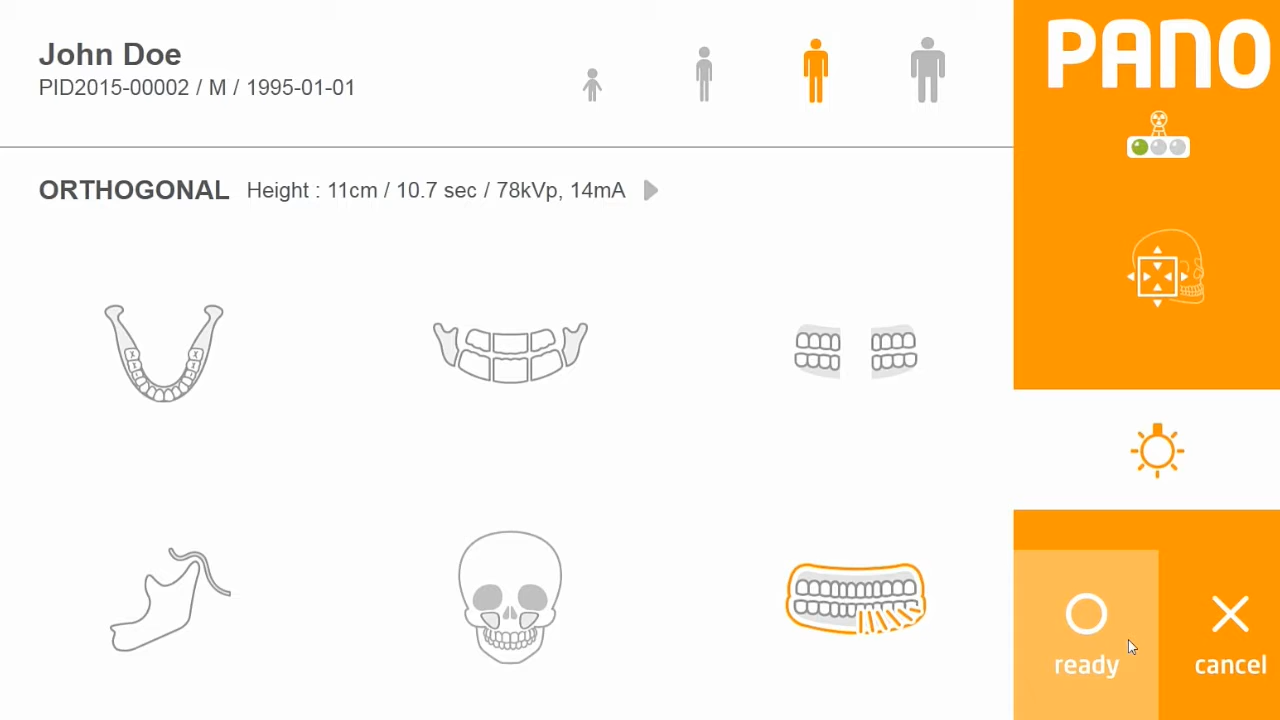 John Doe
PID2015-00002 / M / 1995-01-01
PANO
ORTHOGONAL Height : 11cm / 10.7 sec / 78kVp, 14mA
ready
cancel